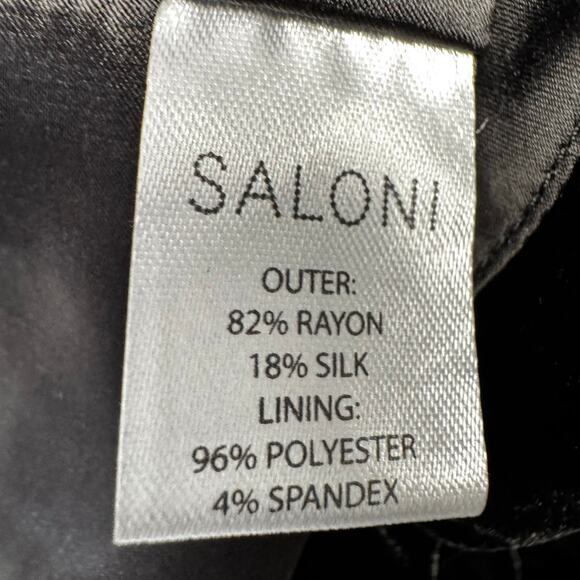 SALONI
OUTER:
82% RAYON
18% SILK
LINING:
96% POLYESTER
4% SPANDEX